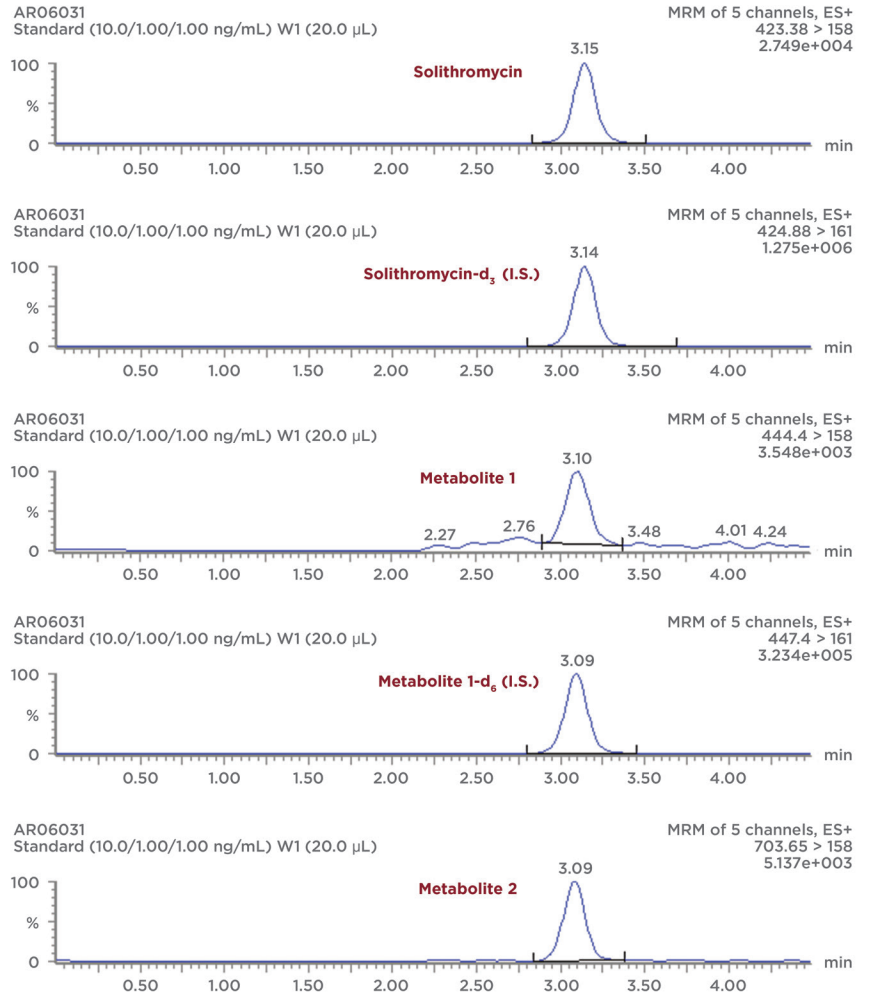 AR06031
Standard (10.0/1.00/1.00 ng/mL) W1 (20.0 µL)
MRM of 5 channels, ES+
423.38 > 158
2.749e+004
3.15
Solithromycin
100
%
0
min
0.50 1.00 1.50 2.00 2.50 3.00 3.50 4.00
AR06031
Standard (10.0/1.00/1.00 ng/mL) W1 (20.0 µL)
MRM of 5 channels, ES+
424.88 > 161
1.275e+006
3.14
Solithromycin-d₃ (I.S.)
100
%
0
min
0.50 1.00 1.50 2.00 2.50 3.00 3.50 4.00
AR06031
Standard (10.0/1.00/1.00 ng/mL) W1 (20.0 µL)
MRM of 5 channels, ES+
444.4 > 158
3.548e+003
3.10
Metabolite 1
100
%
2.27 2.76 3.48 4.01 4.24
0
min
0.50 1.00 1.50 2.00 2.50 3.00 3.50 4.00
AR06031
Standard (10.0/1.00/1.00 ng/mL) W1 (20.0 µL)
MRM of 5 channels, ES+
447.4 > 161
3.234e+005
3.09
Metabolite 1-d₆ (I.S.)
100
%
0
min
0.50 1.00 1.50 2.00 2.50 3.00 3.50 4.00
AR06031
Standard (10.0/1.00/1.00 ng/mL) W1 (20.0 µL)
MRM of 5 channels, ES+
703.65 > 158
5.137e+003
3.09
Metabolite 2
100
%
0
min
0.50 1.00 1.50 2.00 2.50 3.00 3.50 4.00